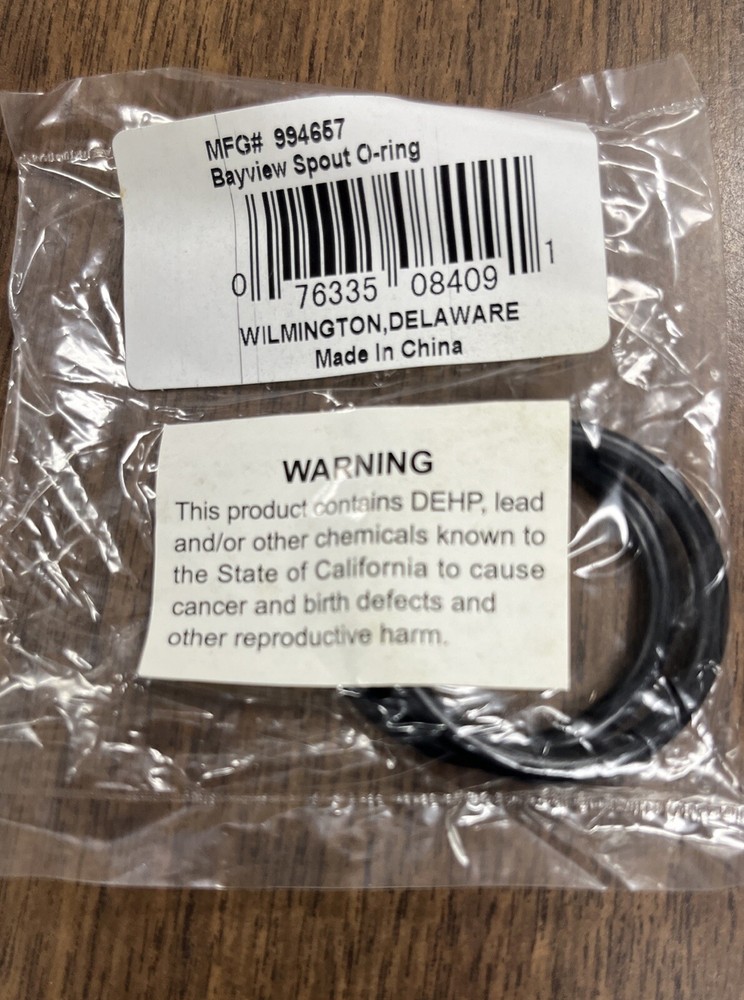 MFG# 994657
Bayview Spout O-ring
0 76335 08409 1
WILMINGTON,DELAWARE
Made In China
WARNING
This product contains DEHP, lead
and/or other chemicals known to
the State of California to cause
cancer and birth defects and
other reproductive harm.